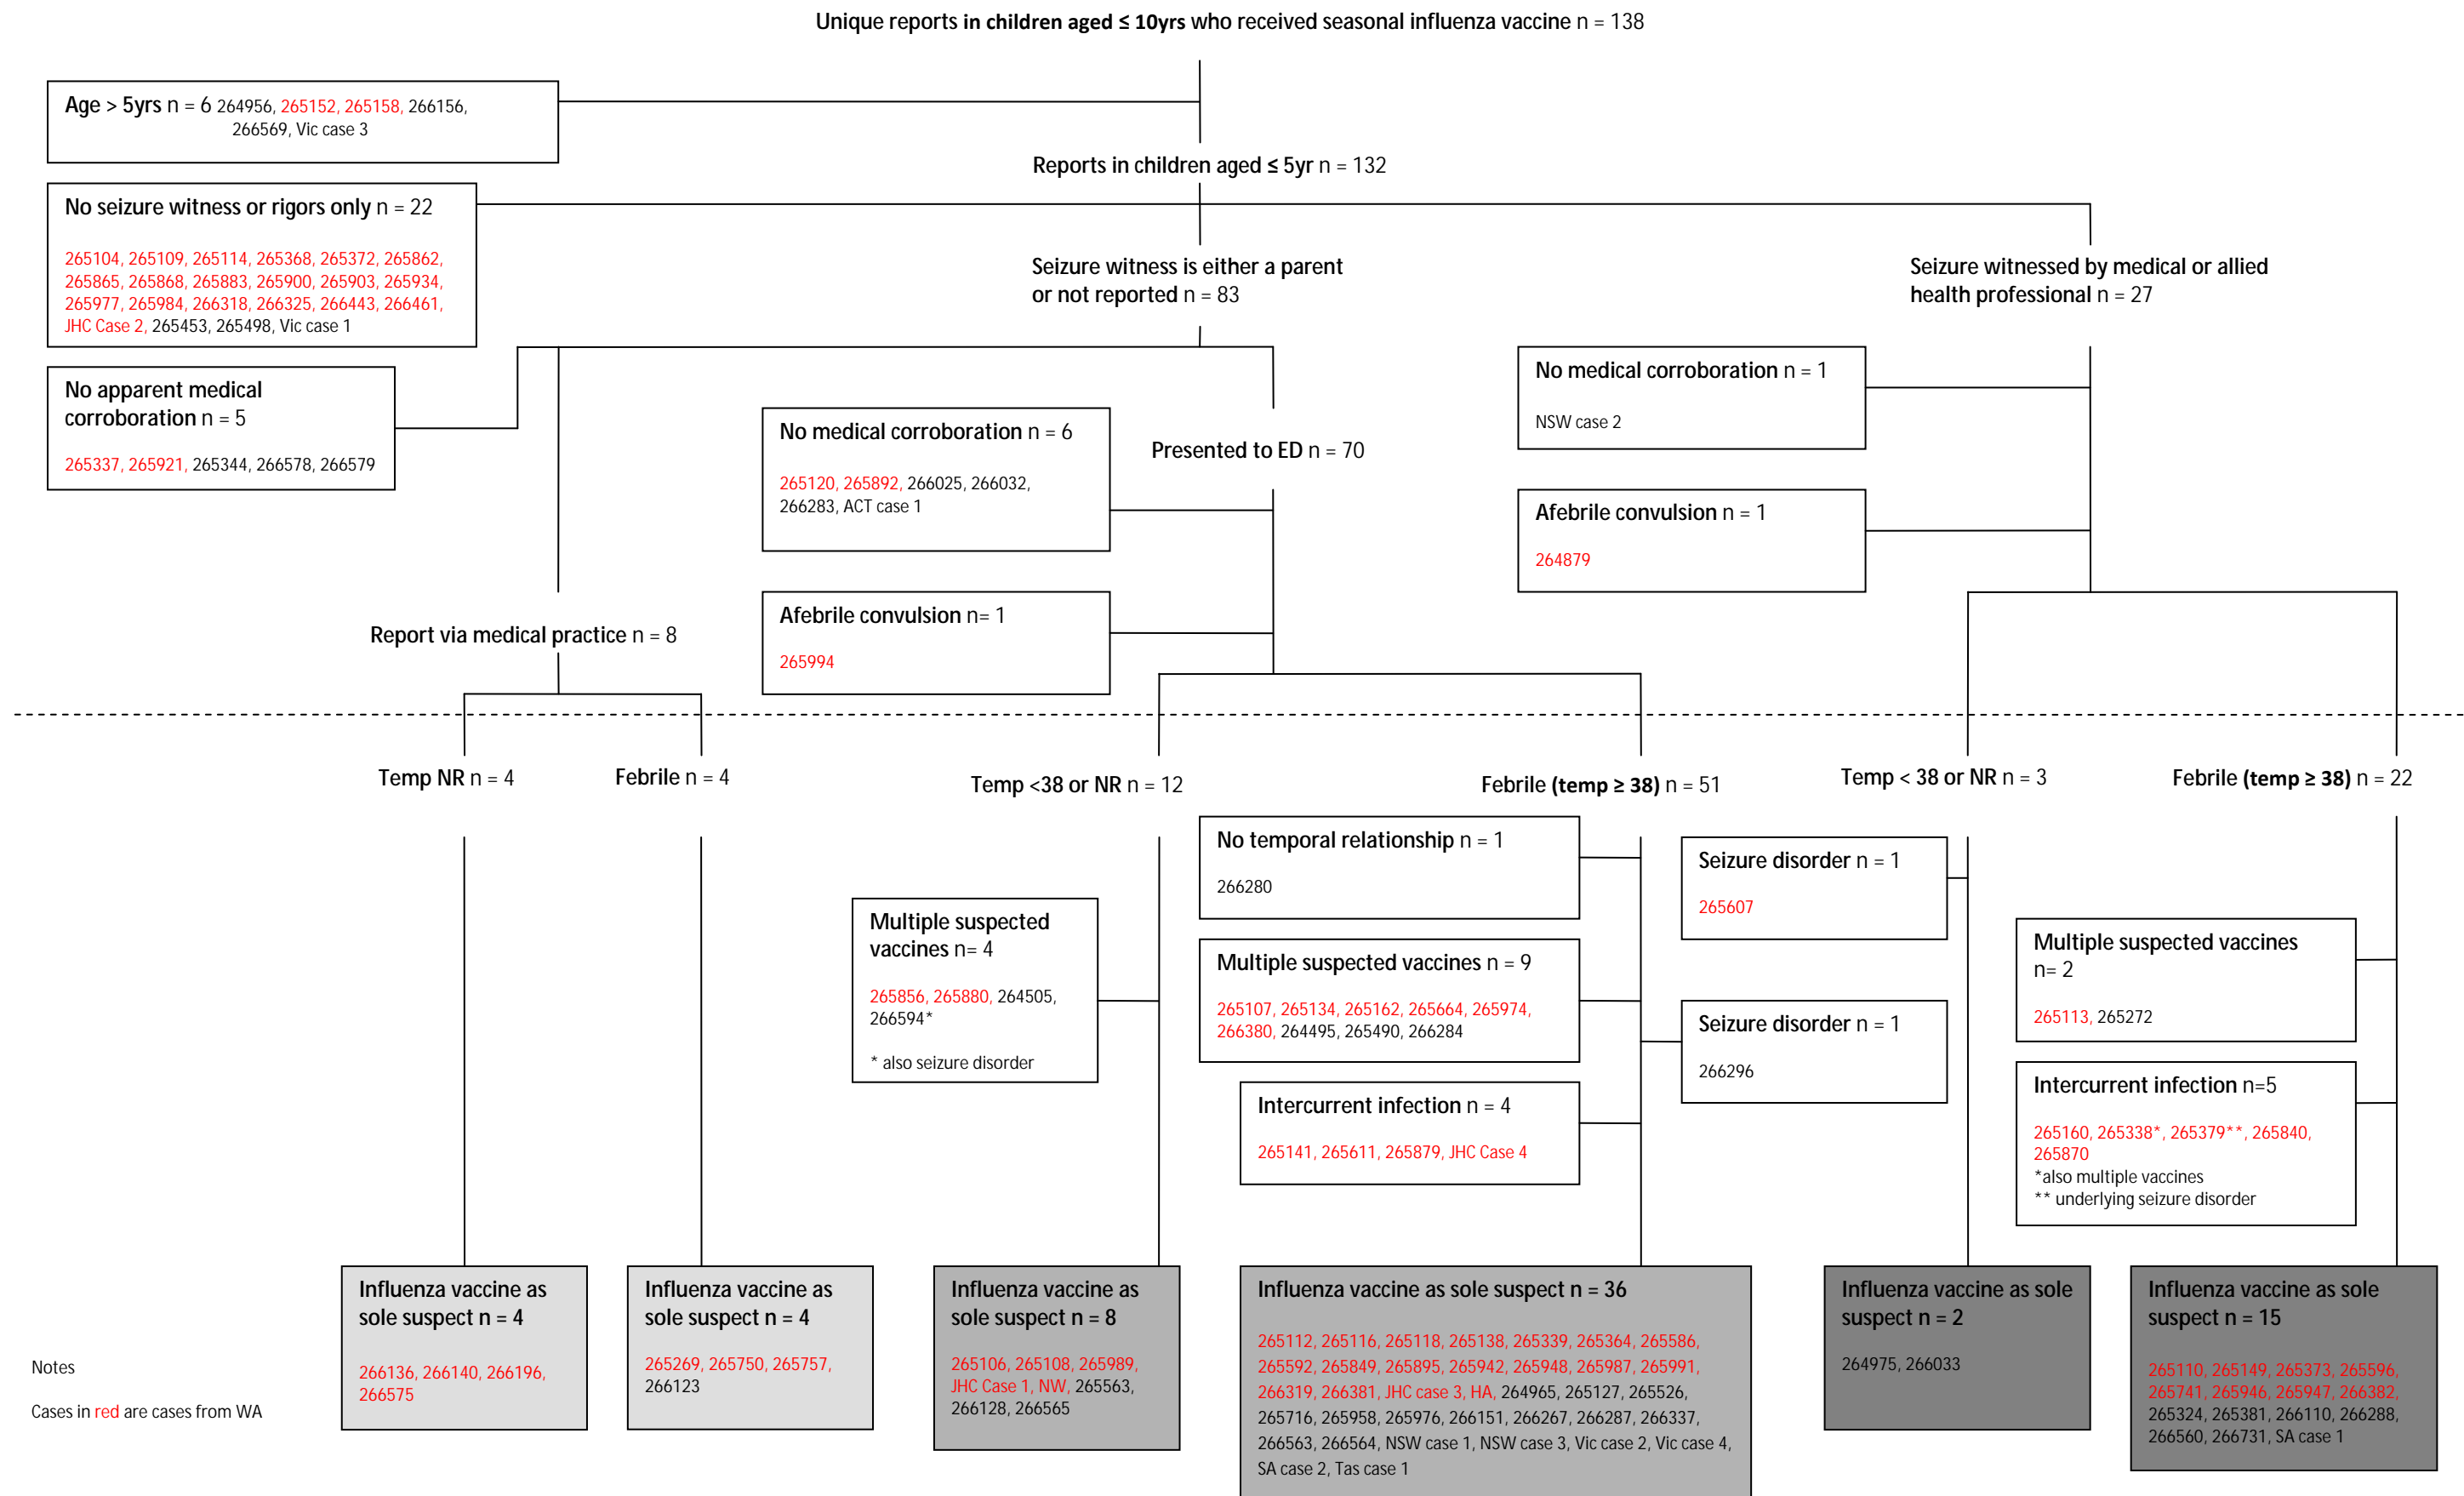 Unique reports in children aged ≤ 10yrs who received seasonal influenza vaccine n = 138
Age > 5yrs n = 6 264956, 265152, 265158, 266156,
266569, Vic case 3
Reports in children aged ≤ 5yr n = 132
No seizure witness or rigors only n = 22
265104, 265109, 265114, 265368, 265372, 265862,
265865, 265868, 265883, 265900, 265903, 265934,
265977, 265984, 266318, 266325, 266443, 266461,
JHC Case 2, 265453, 265498, Vic case 1
Seizure witness is either a parent
or not reported n = 83
Seizure witnessed by medical or allied
health professional n = 27
No apparent medical
corroboration n = 5
265337, 265921, 265344, 266578, 266579
No medical corroboration n = 6
265120, 265892, 266025, 266032,
266283, ACT case 1
Presented to ED n = 70
No medical corroboration n = 1
NSW case 2
Afebrile convulsion n = 1
264879
Report via medical practice n = 8
Afebrile convulsion n= 1
265994
Temp NR n = 4
Febrile n = 4
Temp <38 or NR n = 12
Febrile (temp ≥ 38) n = 51
Temp < 38 or NR n = 3
Febrile (temp ≥ 38) n = 22
Multiple suspected
vaccines n= 4
265856, 265880, 264505,
266594*
* also seizure disorder
No temporal relationship n = 1
266280
Multiple suspected vaccines n = 9
265107, 265134, 265162, 265664, 265974,
266380, 264495, 265490, 266284
Intercurrent infection n = 4
265141, 265611, 265879, JHC Case 4
Seizure disorder n = 1
265607
Seizure disorder n = 1
266296
Multiple suspected vaccines
n= 2
265113, 265272
Intercurrent infection n=5
265160, 265338*, 265379**, 265840,
265870
*also multiple vaccines
** underlying seizure disorder
Influenza vaccine as
sole suspect n = 4
266136, 266140, 266196,
266575
Influenza vaccine as
sole suspect n = 4
265269, 265750, 265757,
266123
Influenza vaccine as
sole suspect n = 8
265106, 265108, 265989,
JHC Case 1, NW, 265563,
266128, 266565
Influenza vaccine as sole suspect n = 36
265112, 265116, 265118, 265138, 265339, 265364, 265586,
265592, 265849, 265895, 265942, 265948, 265987, 265991,
266319, 266381, JHC case 3, HA, 264965, 265127, 265526,
265716, 265958, 265976, 266151, 266267, 266287, 266337,
266563, 266564, NSW case 1, NSW case 3, Vic case 2, Vic case 4,
SA case 2, Tas case 1
Influenza vaccine as sole
suspect n = 2
264975, 266033
Influenza vaccine as sole
suspect n = 15
265110, 265149, 265373, 265596,
265741, 265946, 265947, 266382,
265324, 265381, 266110, 266288,
266560, 266731, SA case 1
Notes
Cases in red are cases from WA